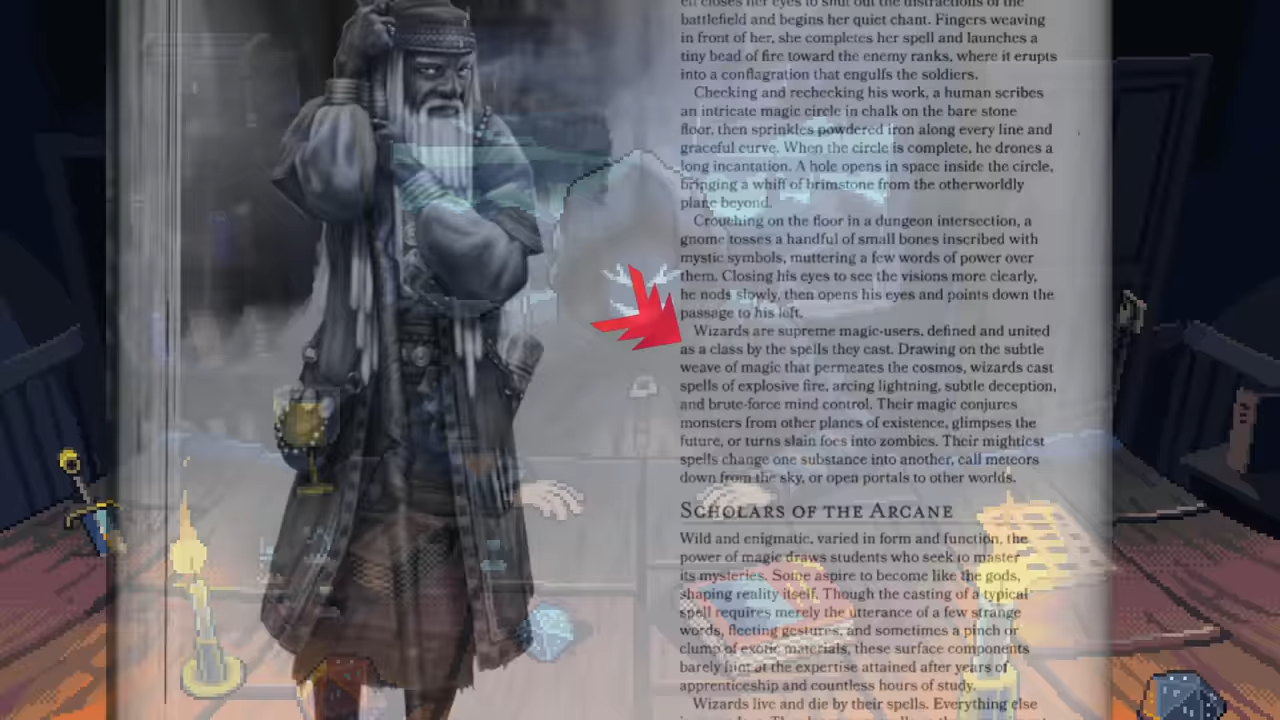 en closes her eyes to shut out the distractions of the
battlefield and begins her quiet chant. Fingers weaving
in front of her, she completes her spell and launches a
tiny bead of fire toward the enemy ranks, where it erupts
into a conflagration that engulfs the soldiers.
Checking and rechecking his work, a human scribes
an intricate magic circle in chalk on the bare stone
floor, then sprinkles powdered iron along every line and
graceful curve. When the circle is complete, he drones a
long incantation. A hole opens in space inside the circle,
bringing a whiff of brimstone from the otherworldly
plane beyond.
Crouching on the floor in a dungeon intersection, a
gnome tosses a handful of small bones inscribed with
mystic symbols, muttering a few words of power over
them. Closing his eyes to see the visions more clearly,
he nods slowly, then opens his eyes and points down the
passage to his left.
Wizards are supreme magic-users, defined and united
as a class by the spells they cast. Drawing on the subtle
weave of magic that permeates the cosmos, wizards cast
spells of explosive fire, arcing lightning, subtle deception,
and brute-force mind control. Their magic conjures
monsters from other planes of existence, glimpses the
future, or turns slain foes into zombies. Their mightiest
spells change one substance into another, call meteors
down from the sky, or open portals to other worlds.
Scholars of the Arcane
Wild and enigmatic, varied in form and function, the
power of magic draws students who seek to master
its mysteries. Some aspire to become like the gods,
shaping reality itself. Though the casting of a typical
spell requires merely the utterance of a few strange
words, fleeting gestures, and sometimes a pinch or
clump of exotic materials, these surface components
barely hint at the expertise attained after years of
apprenticeship and countless hours of study.
Wizards live and die by their spells. Everything else